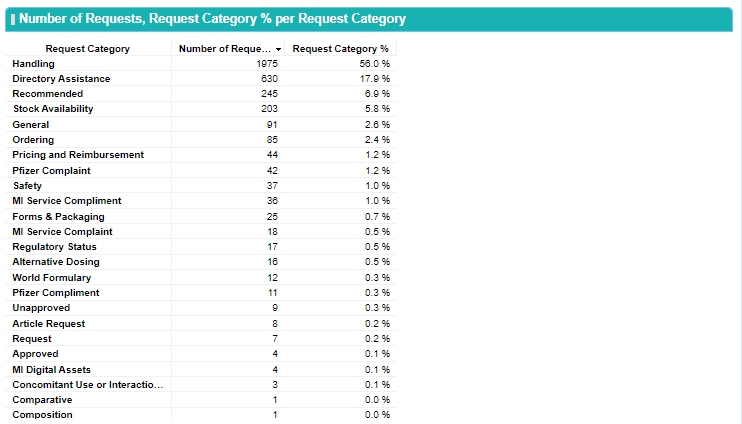 Number of Requests, Request Category % per Request Category
Request Category Number of Reque... Request Category %
Handling 1975 56.0 %
Directory Assistance 630 17.9 %
Recommended 245 6.9 %
Stock Availability 203 5.8 %
General 91 2.6 %
Ordering 85 2.4 %
Pricing and Reimbursement 44 1.2 %
Pfizer Complaint 42 1.2 %
Safety 37 1.0 %
MI Service Compliment 36 1.0 %
Forms & Packaging 25 0.7 %
MI Service Complaint 18 0.5 %
Regulatory Status 17 0.5 %
Alternative Dosing 16 0.5 %
World Formulary 12 0.3 %
Pfizer Compliment 11 0.3 %
Unapproved 9 0.3 %
Article Request 8 0.2 %
Request 7 0.2 %
Approved 4 0.1 %
MI Digital Assets 4 0.1 %
Concomitant Use or Interactio... 3 0.1 %
Comparative 1 0.0 %
Composition 1 0.0 %